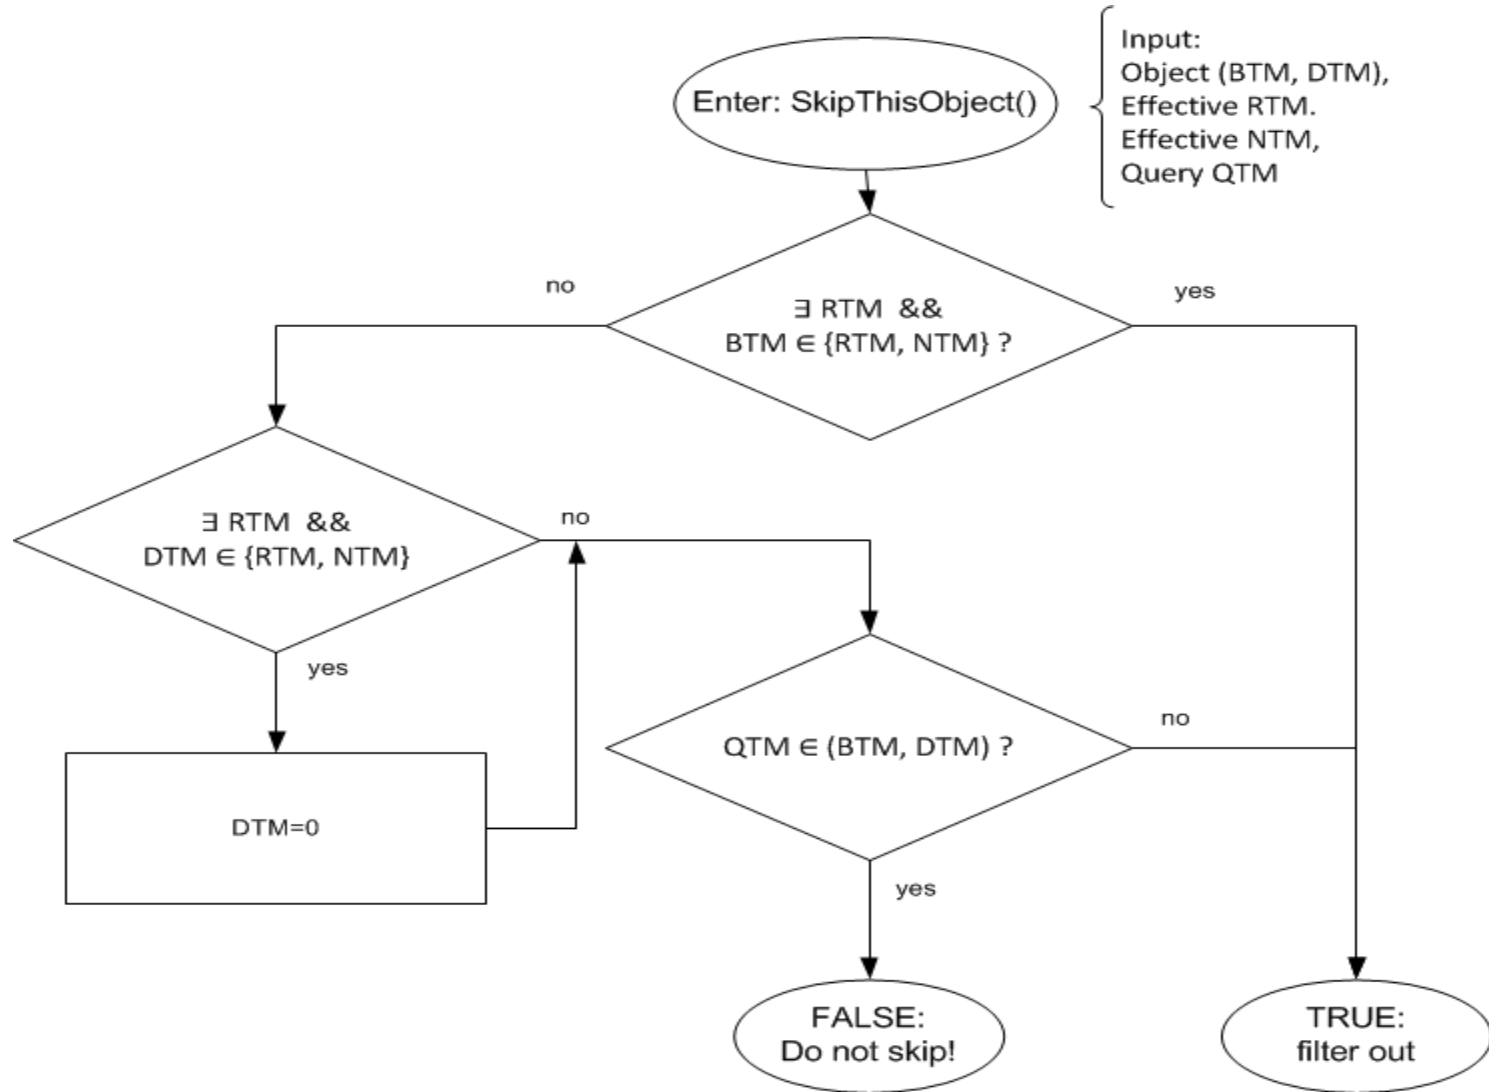 Enter: SkipThisObject()
Input:
Object (BTM, DTM),
Effective RTM.
Effective NTM,
Query QTM
no
yes
∃ RTM &&
BTM ∈ {RTM, NTM} ?
∃ RTM &&
DTM ∈ {RTM, NTM}
no
yes
QTM ∈ (BTM, DTM) ?
no
DTM=0
yes
FALSE:
Do not skip!
TRUE:
filter out